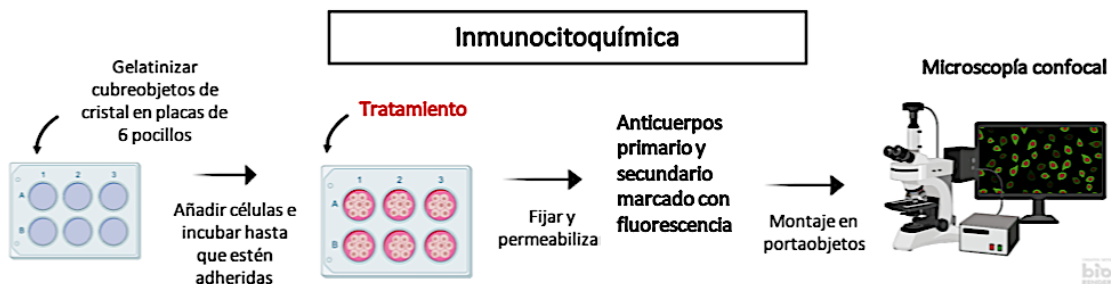 Inmunocitoquímica
Gelatinizar
cubreobjetos de
cristal en placas de
6 pocillos
1 2 3
A
B
Añadir células e
incubar hasta
que estén
adheridas
Tratamiento
1 2 3
A
B
Fijar y
permeabiliza
Anticuerpos
primario y
secundario
marcado con
fluorescencia
Montaje en
portaobjetos
Microscopía confocal
bio